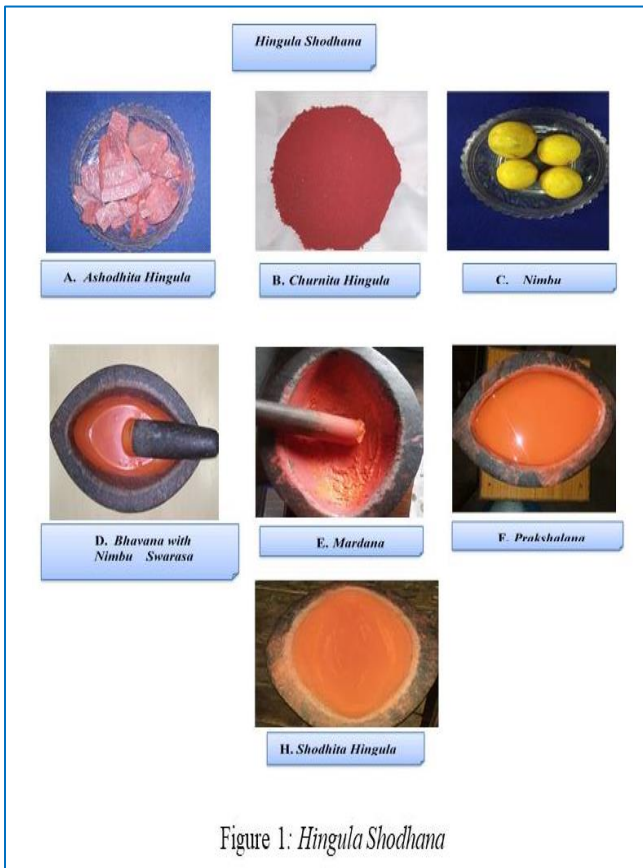 Hingula Shodhana
A. Ashodhita Hingula
B. Churnita Hingula
C. Nimbu
D. Bhavana with
Nimbu Swarasa
E. Mardana
F. Prakshalana
H. Shodhita Hingula
Figure 1: Hingula Shodhana